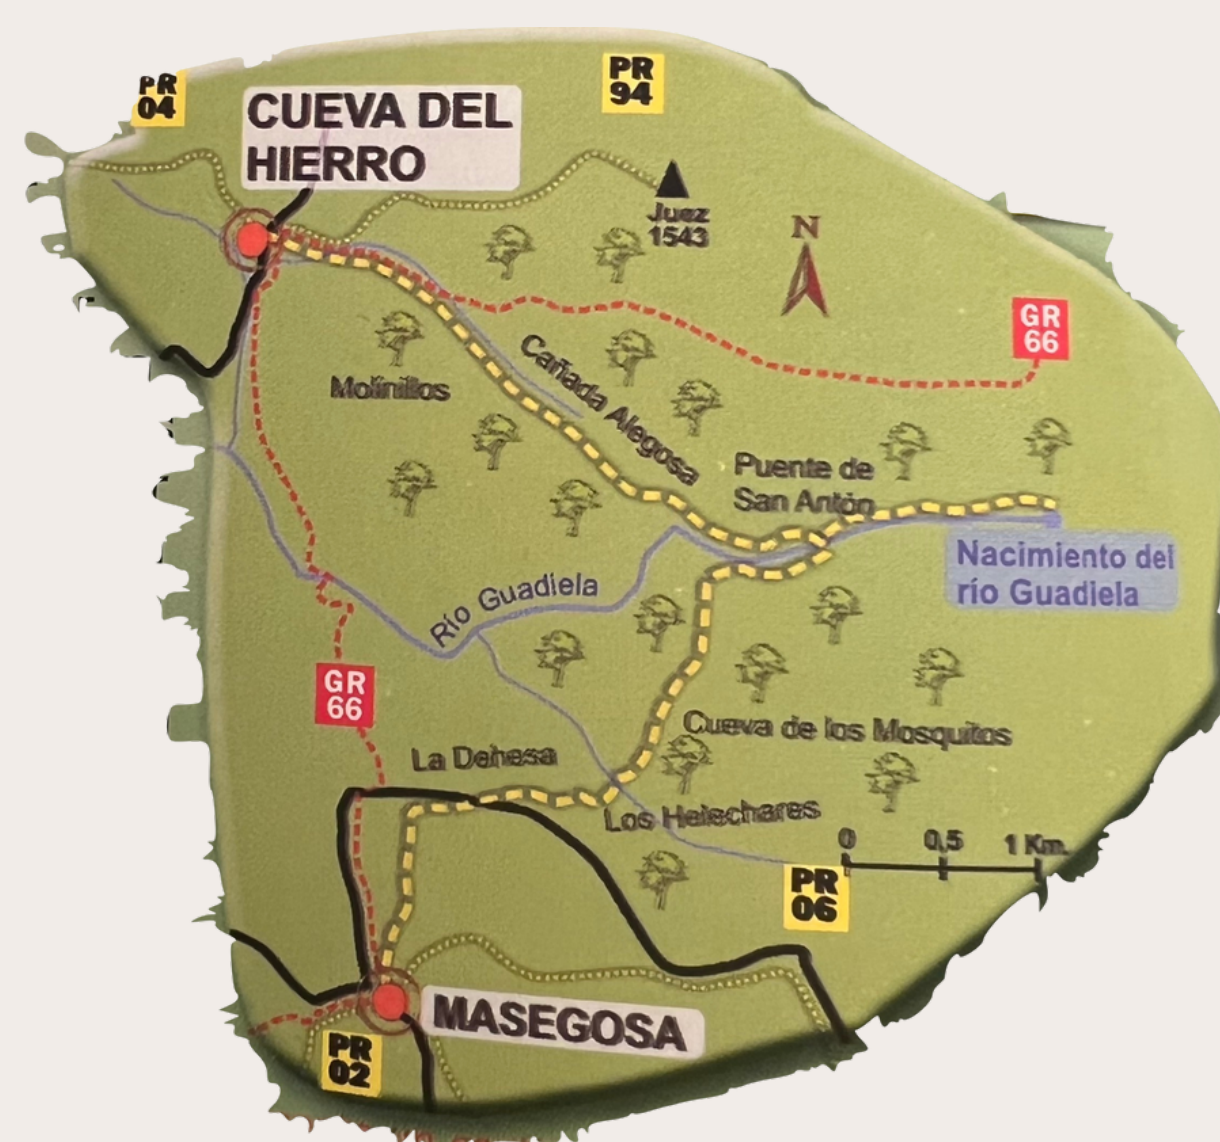 PR
04
CUEVA DEL
HIERRO
PR
94
Juez
1543
N
GR
66
Molinillos
Cañada Alegosa
Puente de
San Antón
Nacimiento del
río Guadiela
Río Guadiela
GR
66
Cueva de los Mosquitos
La Dehesa
Los Helechares
0 0,5 1 Km.
PR
06
MASEGOSA
PR
02